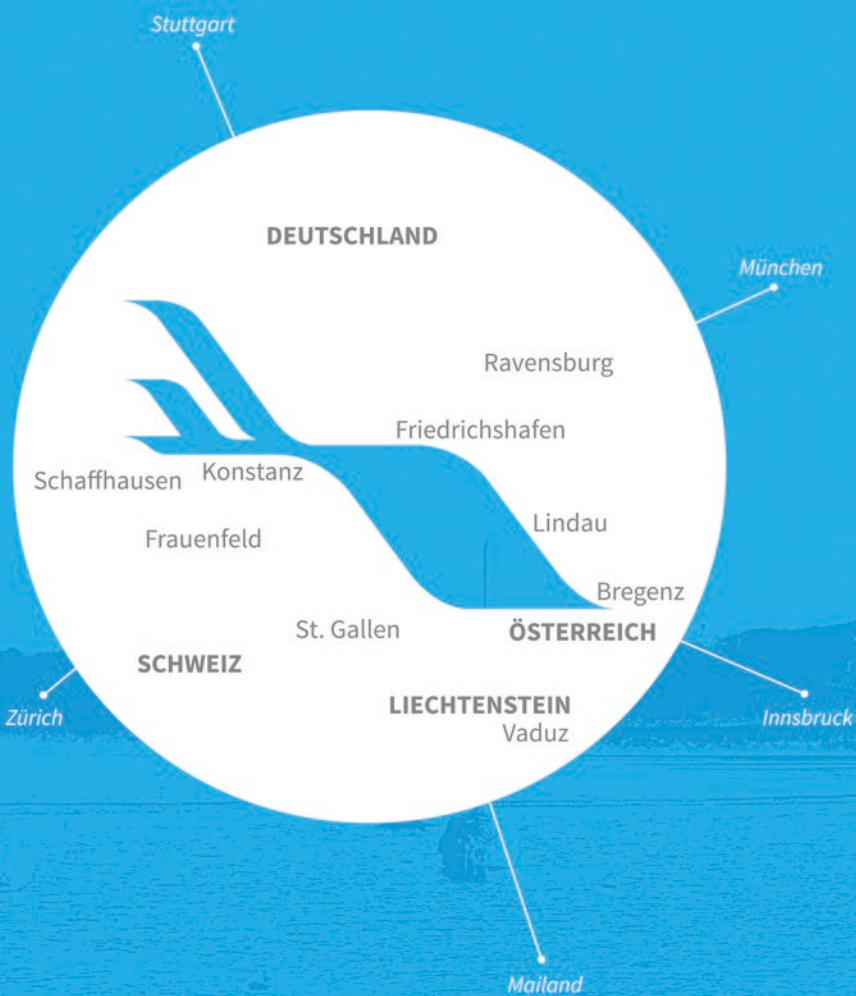 Stuttgart
DEUTSCHLAND
München
Ravensburg
Friedrichshafen
Schaffhausen
Konstanz
Lindau
Frauenfeld
Bregenz
St. Gallen
ÖSTERREICH
SCHWEIZ
LIECHTENSTEIN
Vaduz
Zürich
Innsbruck
Mailand